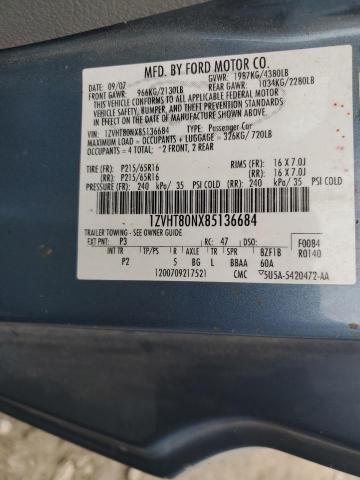 MFD. BY FORD MOTOR CO.
09/07 GVWR: 1987KG/4380LB
FRONT GAWR: 966KG/2130LB REAR GAWR: 1034KG/2280LB
THIS VEHICLE CONFORMS TO ALL APPLICABLE FEDERAL MOTOR
VEHICLE SAFETY, BUMPER, AND THEFT PREVENTION STANDARDS IN
EFFECT ON THE DATE OF MANUFACTURE SHOWN ABOVE.
VIN: 1ZVHT80NX85136684 TYPE: Passenger Car
MAXIMUM LOAD = OCCUPANTS + LUGGAGE = 326KG/720LB
OCCUPANTS = 4 TOTAL --2 FRONT, 2 REAR
TIRE (FR): P215/65R16 RIMS (FR): 16 X 7.0J
TIRE (RR): P215/65R16 (RR): 16 X 7.0J
PRESSURE (FR): 240 kPa/ 35 PSI COLD (RR): 240 kPa/ 35 PSI COLD
1ZVHT80NX85136684
TRAILER TOWING - SEE OWNER GUIDE
EXT PNT: P3 RC: 47 DSO: F0084
INT TR TP/PS R AXLE TR SPR BZF1B R0140
P2 S BG L BBAA 60A
1200709217521 CMC 5U5A-5420472-AA